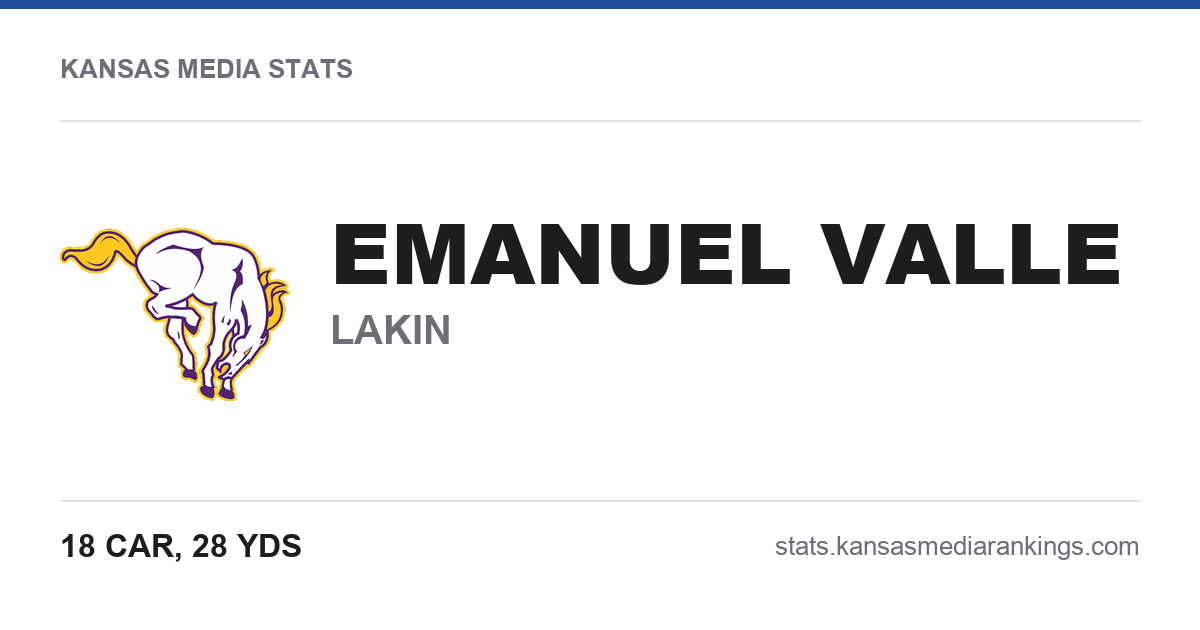 KANSAS MEDIA STATS
EMANUEL VALLE
LAKIN
18 CAR, 28 YDS
stats.kansasmediarankings.com